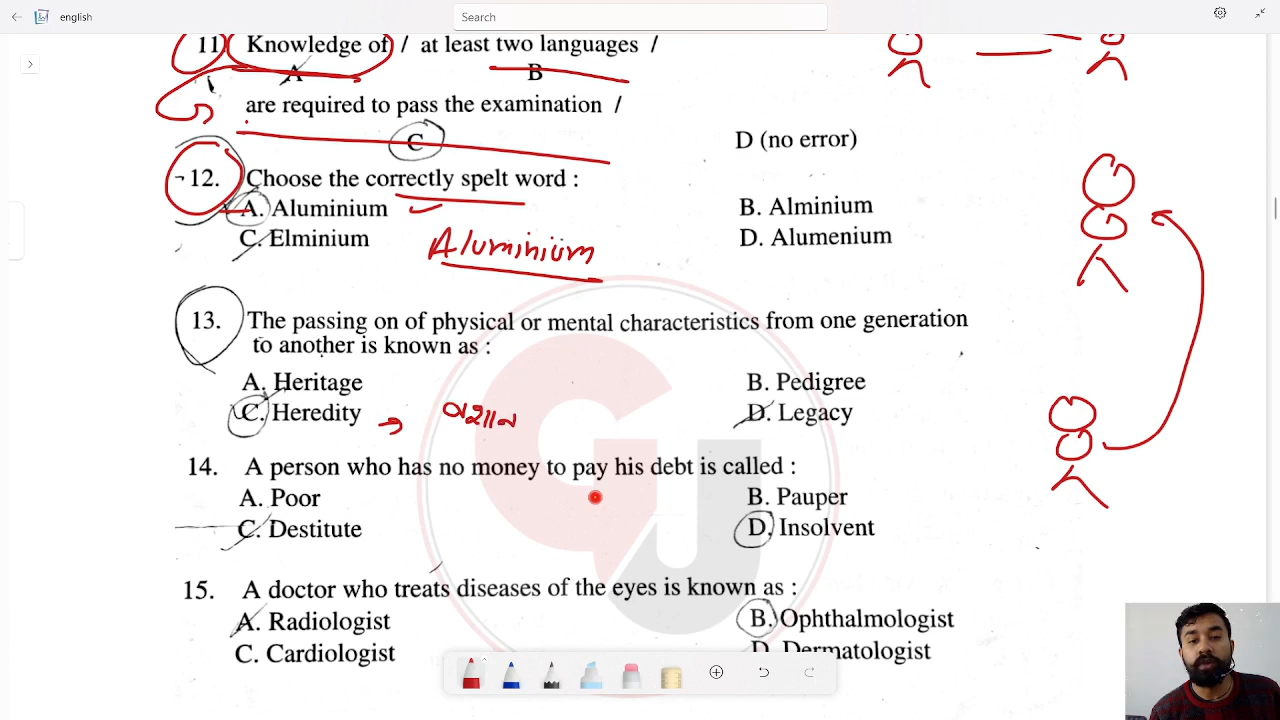 english
Search
11) Knowledge of / at least two languages /
A B
are required to pass the examination /
C
D (no error)
12. Choose the correctly spelt word :
A. Aluminium B. Alminium
C. Elminium D. Alumenium
Aluminium
13. The passing on of physical or mental characteristics from one generation
to another is known as :
A. Heritage B. Pedigree
C. Heredity D. Legacy
14. A person who has no money to pay his debt is called :
A. Poor B. Pauper
C. Destitute D. Insolvent
15. A doctor who treats diseases of the eyes is known as :
A. Radiologist B. Ophthalmologist
C. Cardiologist D. Dermatologist